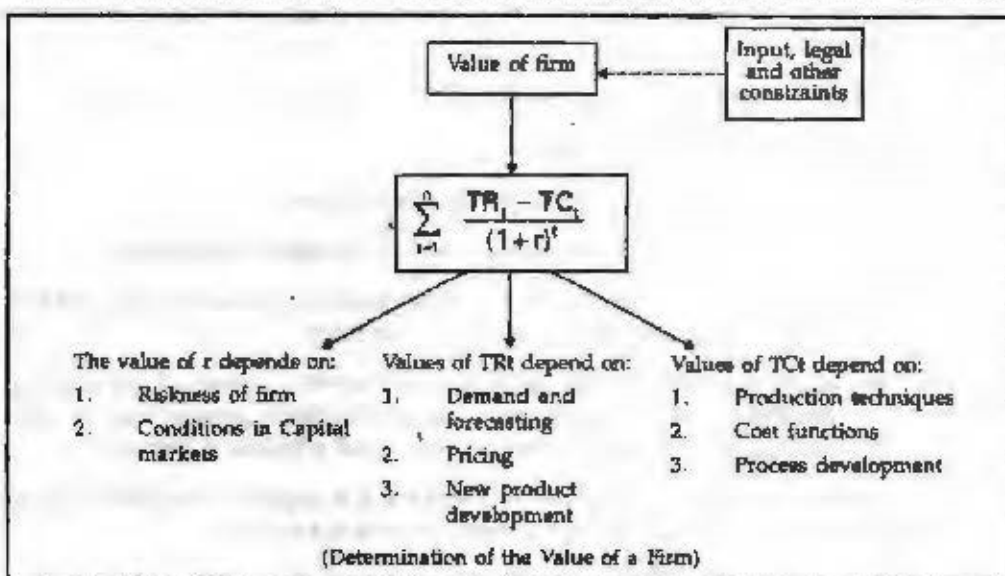 Value of firm
Input, legal
and other
constraints
n
∑ TRt – TCt / (1 + r)^t
t=1
The value of r depends on:
1. Riskness of firm
2. Conditions in Capital
markets
Values of TRt depend on:
1. Demand and
forecasting
2. Pricing
3. New product
development
Values of TCt depend on:
1. Production techniques
2. Cost functions
3. Process development
(Determination of the Value of a Firm)